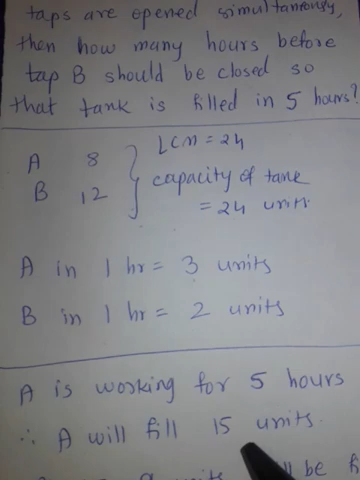 taps are opened simultaneously,
then how many hours before
tap B should be closed so
that tank is filled in 5 hours?
A 8
B 12
LCM = 24
capacity of tank
= 24 units.
A in 1 hr = 3 units
B in 1 hr = 2 units
A is working for 5 hours
∴ A will fill 15 units.
units be